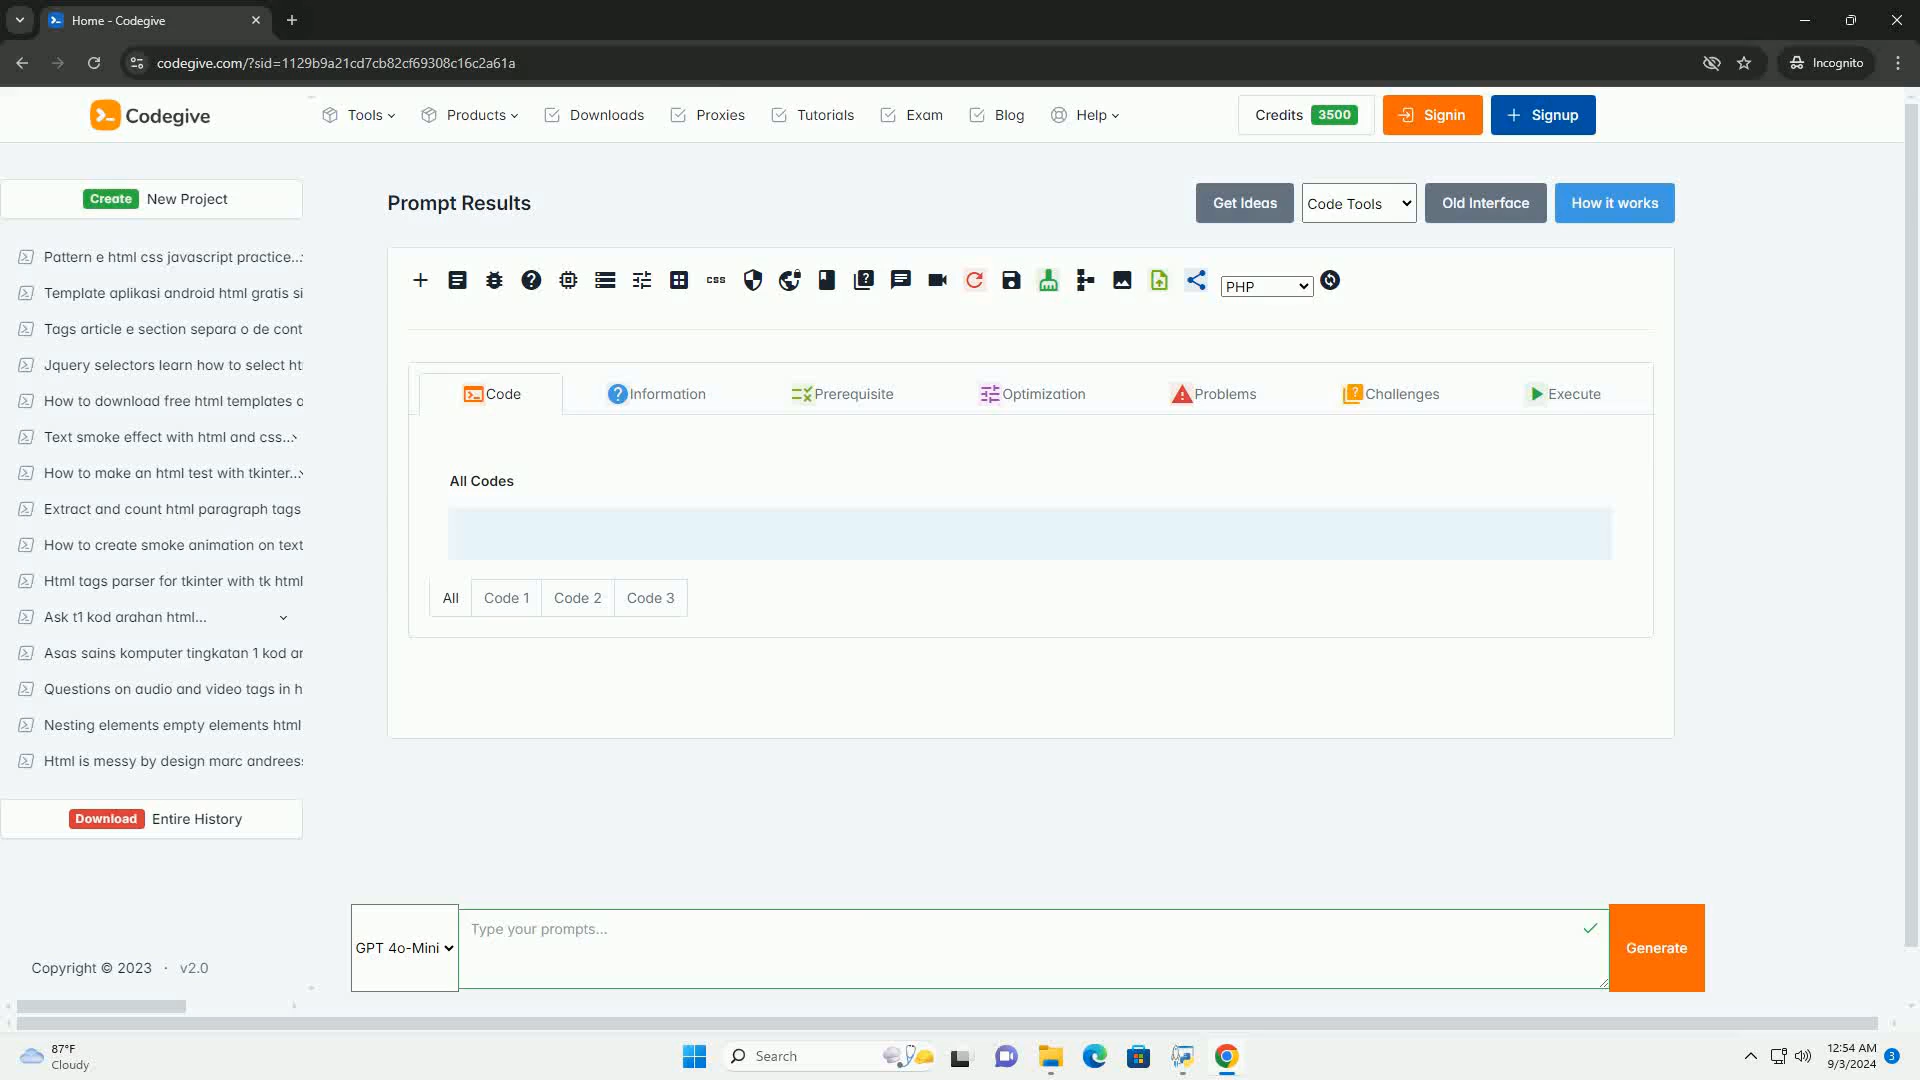 Home - Codegive
codegive.com/?sid=1129b9a21cd7cb82cf69308c16c2a61a
Incognito
Codegive
Tools
Products
Downloads
Proxies
Tutorials
Exam
Blog
Help
Credits 3500
Signin
Signup
Create New Project
Pattern e html css javascript practice...
Template aplikasi android html gratis si
Tags article e section separa o de cont
Jquery selectors learn how to select ht
How to download free html templates
Text smoke effect with html and css...
How to make an html test with tkinter...
Extract and count html paragraph tags
How to create smoke animation on text
Html tags parser for tkinter with tk html
Ask t1 kod arahan html...
Asas sains komputer tingkatan 1 kod ar
Questions on audio and video tags in h
Nesting elements empty elements html
Html is messy by design marc andrees
Download Entire History
Copyright © 2023 · v2.0
Prompt Results
Get Ideas
Code Tools
Old Interface
How it works
css
PHP
Code
Information
Prerequisite
Optimization
Problems
Challenges
Execute
All Codes
All
Code 1
Code 2
Code 3
GPT 4o-Mini
Type your prompts...
Generate
87°F
Cloudy
Search
12:54 AM
9/3/2024
3